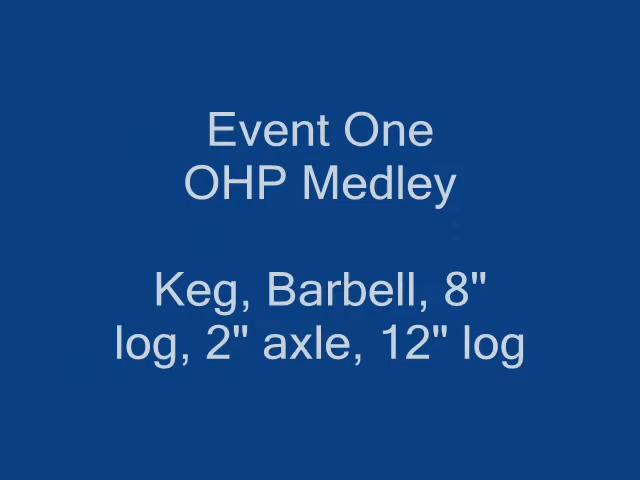 Event One
OHP Medley
Keg, Barbell, 8"
log, 2" axle, 12" log